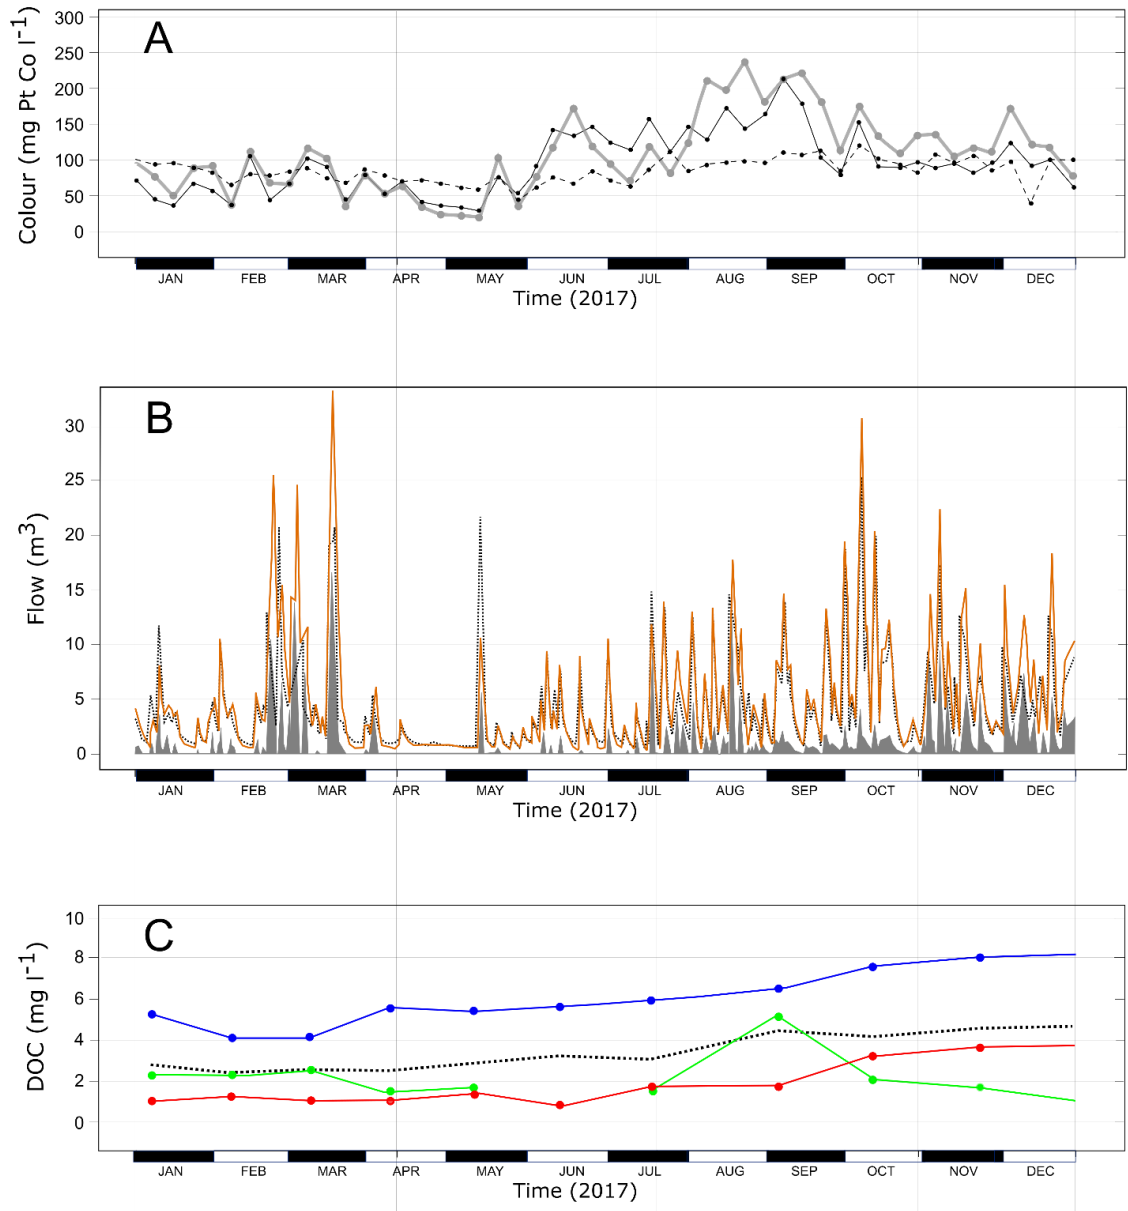 A
Colour (mg Pt Co l-1)
300
250
200
150
100
50
0
JAN FEB MAR APR MAY JUN JUL AUG SEP OCT NOV DEC
Time (2017)
B
Flow (m3)
30
25
20
15
10
5
0
JAN FEB MAR APR MAY JUN JUL AUG SEP OCT NOV DEC
Time (2017)
C
DOC (mg l-1)
10
8
6
4
2
0
JAN FEB MAR APR MAY JUN JUL AUG SEP OCT NOV DEC
Time (2017)